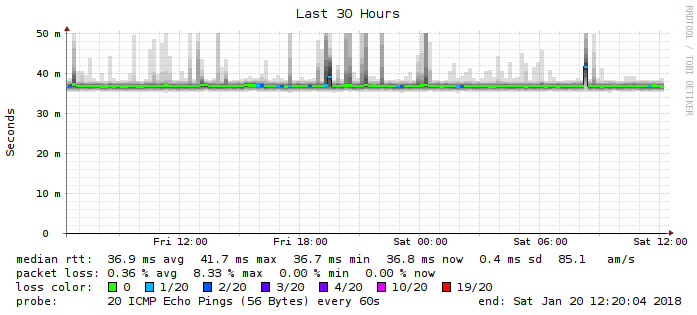 Last 30 Hours
RRDTOOL / TOBI OETIKER
Seconds
50 m
40 m
30 m
20 m
10 m
0
Fri 12:00 Fri 18:00 Sat 00:00 Sat 06:00 Sat 12:00
median rtt: 36.9 ms avg 41.7 ms max 36.7 ms min 36.8 ms now 0.4 ms sd 85.1 am/s
packet loss: 0.36 % avg 8.33 % max 0.00 % min 0.00 % now
loss color: 0 1/20 2/20 3/20 4/20 10/20 19/20
probe: 20 ICMP Echo Pings (56 Bytes) every 60s end: Sat Jan 20 12:20:04 2018